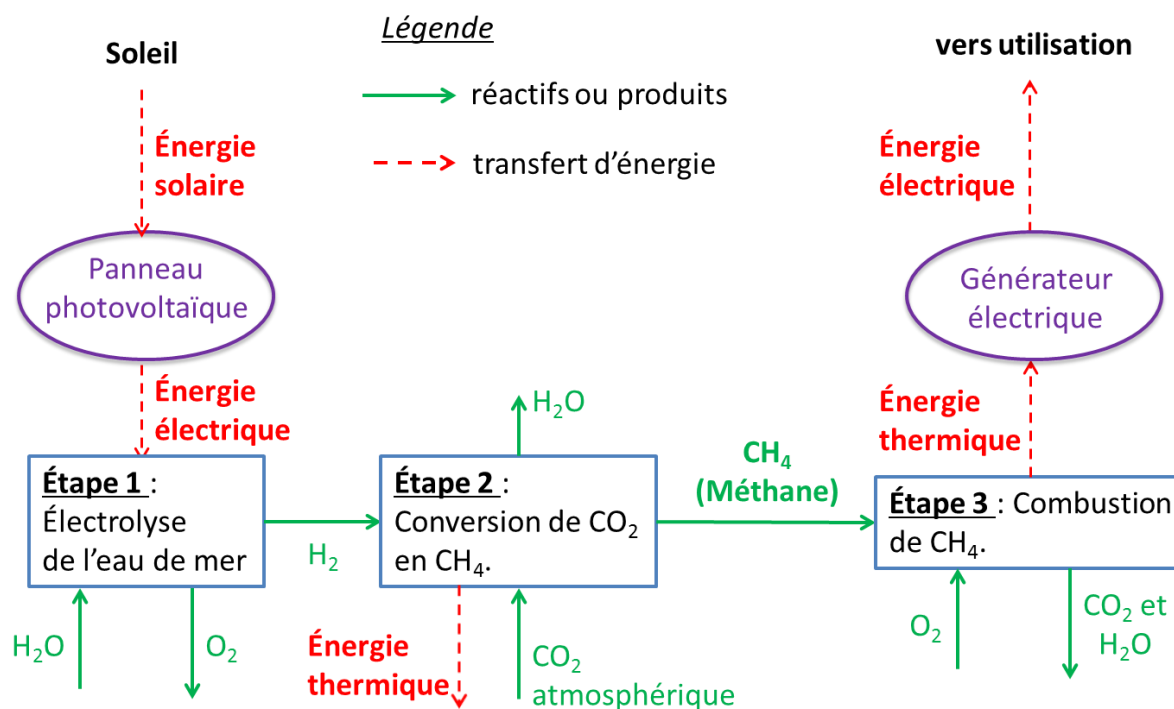 Légende
Soleil
vers utilisation
réactifs ou produits
transfert d’énergie
Énergie
solaire
Énergie
électrique
Panneau
photovoltaïque
Générateur
électrique
Énergie
électrique
Énergie
thermique
H₂O
CH₄
(Méthane)
Étape 1 :
Électrolyse
de l’eau de mer
H₂
Étape 2 :
Conversion de CO₂
en CH₄.
Étape 3 : Combustion
de CH₄.
H₂O
O₂
Énergie
thermique
CO₂
atmosphérique
O₂
CO₂ et
H₂O